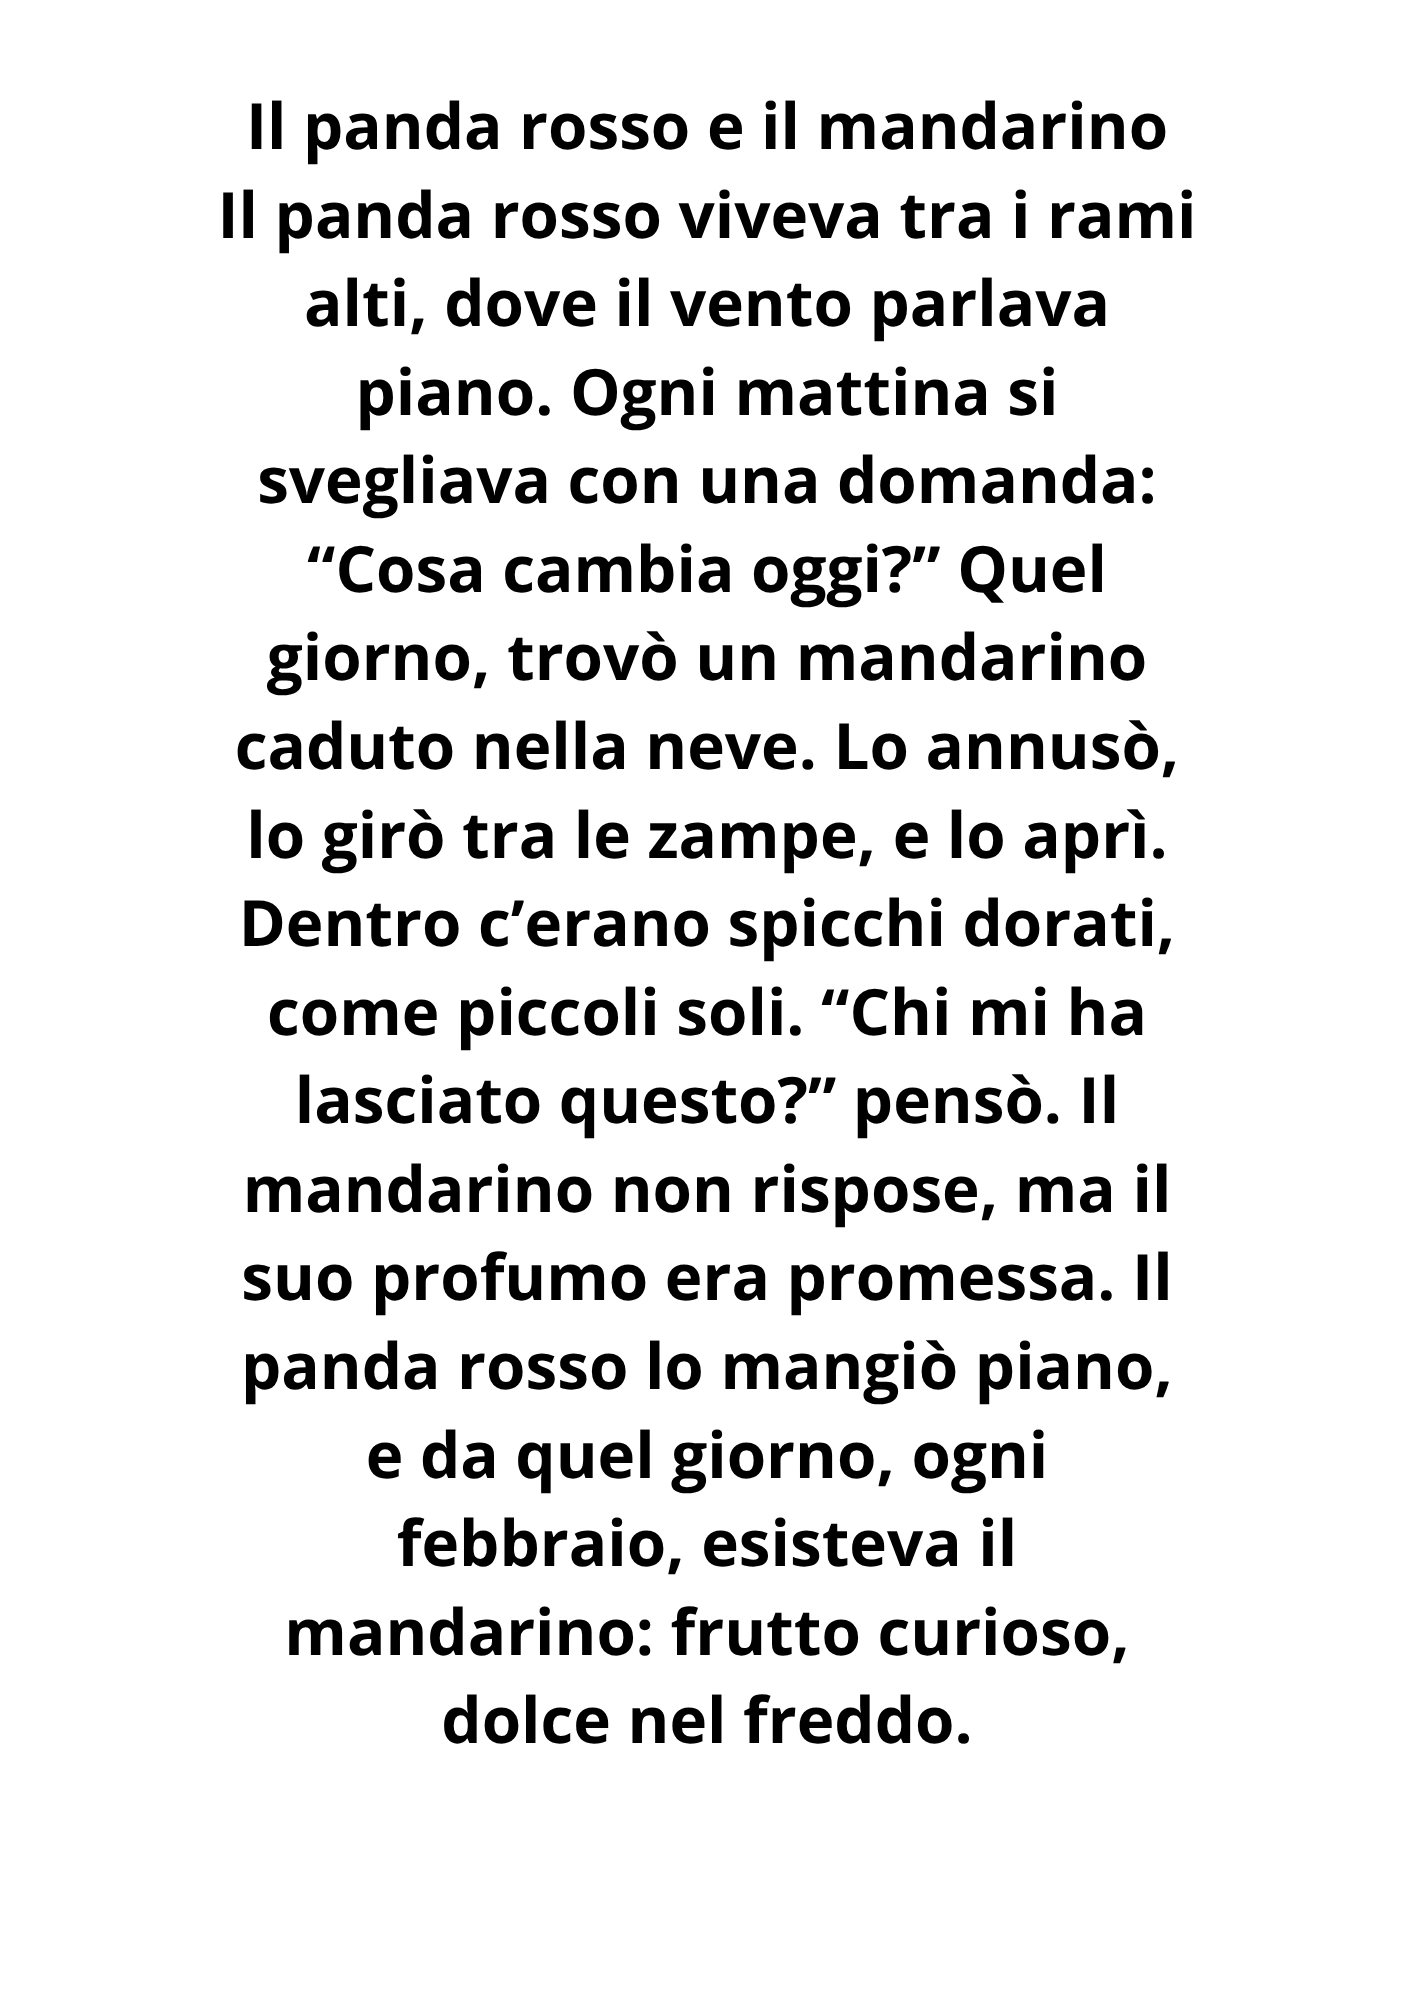 Il panda rosso e il mandarino
Il panda rosso viveva tra i rami
alti, dove il vento parlava
piano. Ogni mattina si
svegliava con una domanda:
“Cosa cambia oggi?” Quel
giorno, trovò un mandarino
caduto nella neve. Lo annusò,
lo girò tra le zampe, e lo aprì.
Dentro c’erano spicchi dorati,
come piccoli soli. “Chi mi ha
lasciato questo?” pensò. Il
mandarino non rispose, ma il
suo profumo era promessa. Il
panda rosso lo mangiò piano,
e da quel giorno, ogni
febbraio, esisteva il
mandarino: frutto curioso,
dolce nel freddo.